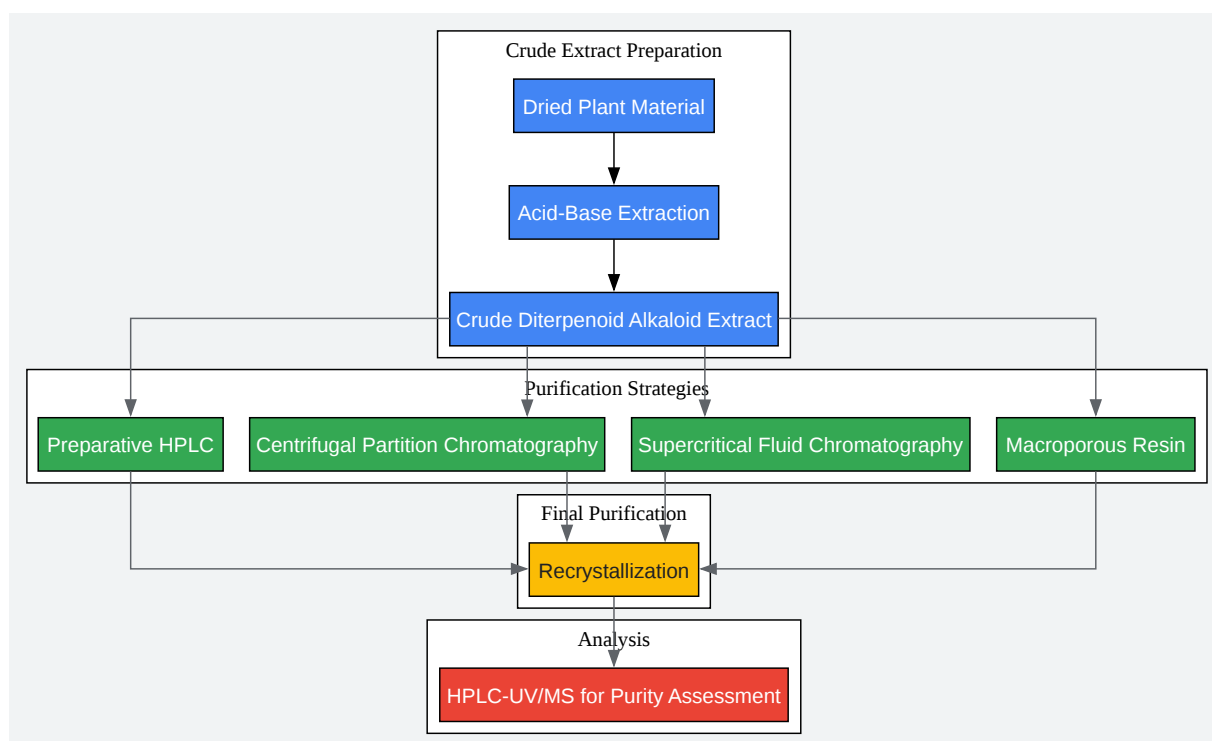 Crude Extract Preparation
Dried Plant Material
Acid-Base Extraction
Crude Diterpenoid Alkaloid Extract
Purification Strategies
Preparative HPLC
Centrifugal Partition Chromatography
Supercritical Fluid Chromatography
Macroporous Resin
Final Purification
Recrystallization
Analysis
HPLC-UV/MS for Purity Assessment